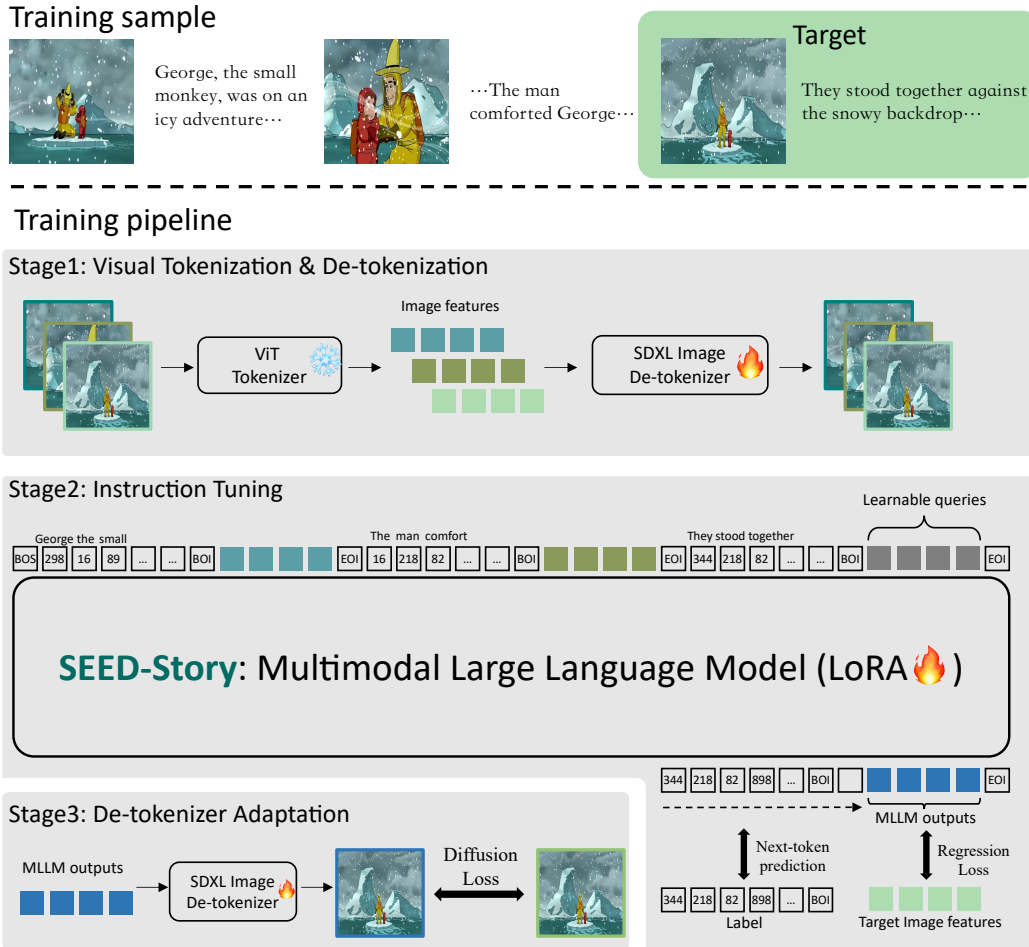 Training sample
George, the small
monkey, was on an
icy adventure…
…The man
comforted George…
Target
They stood together against
the snowy backdrop…
Training pipeline
Stage1: Visual Tokenization & De-tokenization
ViT
Tokenizer
Image features
SDXL Image
De-tokenizer
Stage2: Instruction Tuning
Learnable queries
George the small
The man comfort
They stood together
BOS 298 16 89 ... ... BOI EOI 16 218 82 ... ... BOI EOI 344 218 82 ... ... BOI EOI
SEED-Story: Multimodal Large Language Model (LoRA )
344 218 82 898 ... BOI EOI
MLLM outputs
Next-token
prediction
Regression
Loss
344 218 82 898 ... BOI
Label
Target Image features
Stage3: De-tokenizer Adaptation
MLLM outputs
SDXL Image
De-tokenizer
Diffusion
Loss